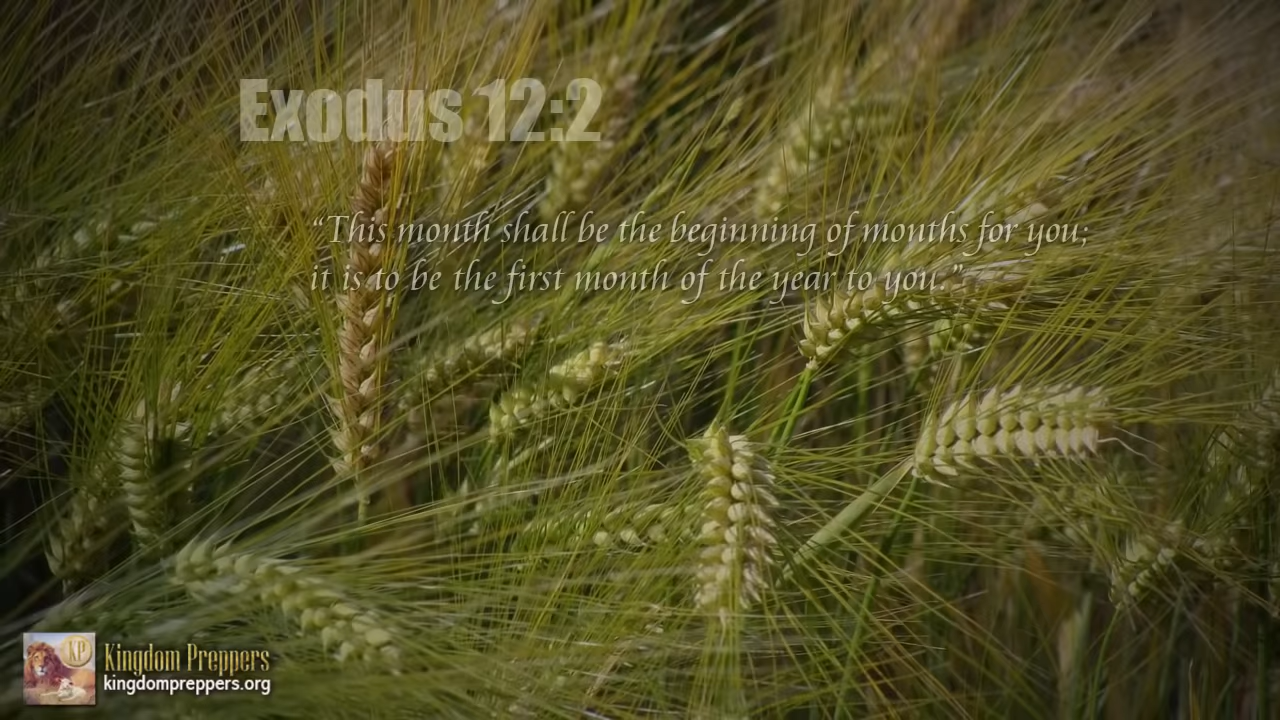 Exodus 12:2
“This month shall be the beginning of months for you;
it is to be the first month of the year to you.”
KP
Kingdom Preppers
kingdompreppers.org